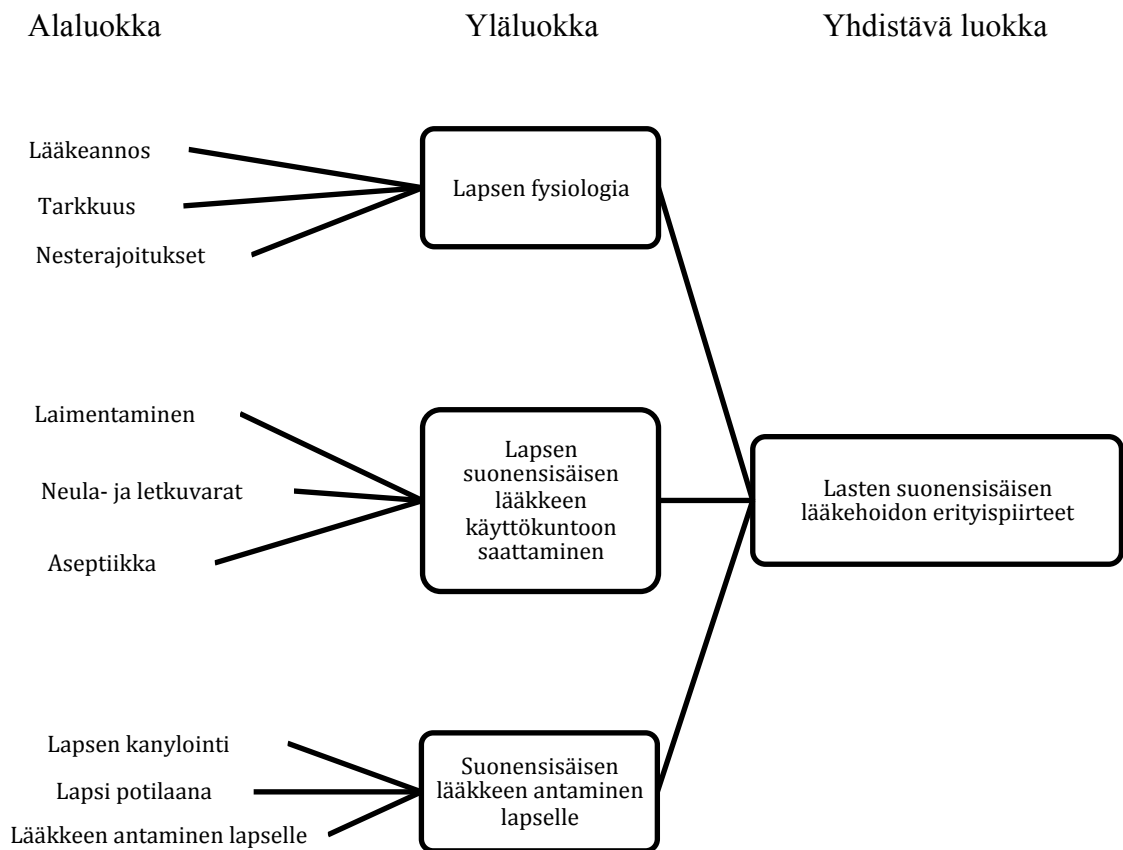 Alaluokka
Yläluokka
Yhdistävä luokka
Lääkeannos
Tarkkuus
Nesterajoitukset
Lapsen fysiologia
Laimentaminen
Neula- ja letkuvarat
Aseptiikka
Lapsen
suonensisäisen
lääkkeen
käyttökuntoon
saattaminen
Lasten suonensisäisen
lääkehoidon erityispiirteet
Lapsen kanylointi
Lapsi potilaana
Lääkkeen antaminen lapselle
Suonensisäisen
lääkkeen antaminen
lapselle